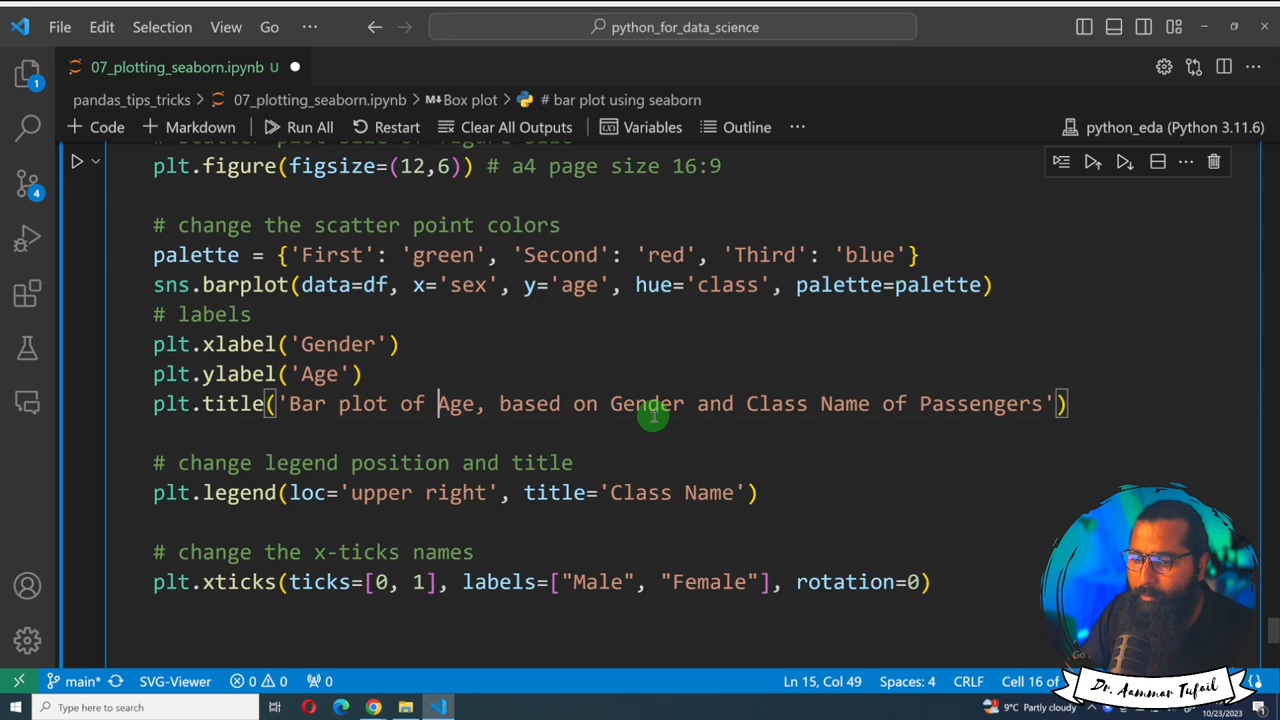 File Edit Selection View Go ··· python_for_data_science
07_plotting_seaborn.ipynb U
pandas_tips_tricks > 07_plotting_seaborn.ipynb > Box plot > # bar plot using seaborn
Code Markdown Run All Restart Clear All Outputs Variables Outline ··· python_eda (Python 3.11.6)
plt.figure(figsize=(12,6)) # a4 page size 16:9
# change the scatter point colors
palette = {'First': 'green', 'Second': 'red', 'Third': 'blue'}
sns.barplot(data=df, x='sex', y='age', hue='class', palette=palette)
# labels
plt.xlabel('Gender')
plt.ylabel('Age')
plt.title('Bar plot of Age, based on Gender and Class Name of Passengers')
# change legend position and title
plt.legend(loc='upper right', title='Class Name')
# change the x-ticks names
plt.xticks(ticks=[0, 1], labels=["Male", "Female"], rotation=0)
1
4
main* SVG-Viewer 0 0 0 Ln 15, Col 49 Spaces: 4 CRLF Cell 16 of
Dr. Aammar Tufail
Type here to search 9°C Partly cloudy 10/23/2023